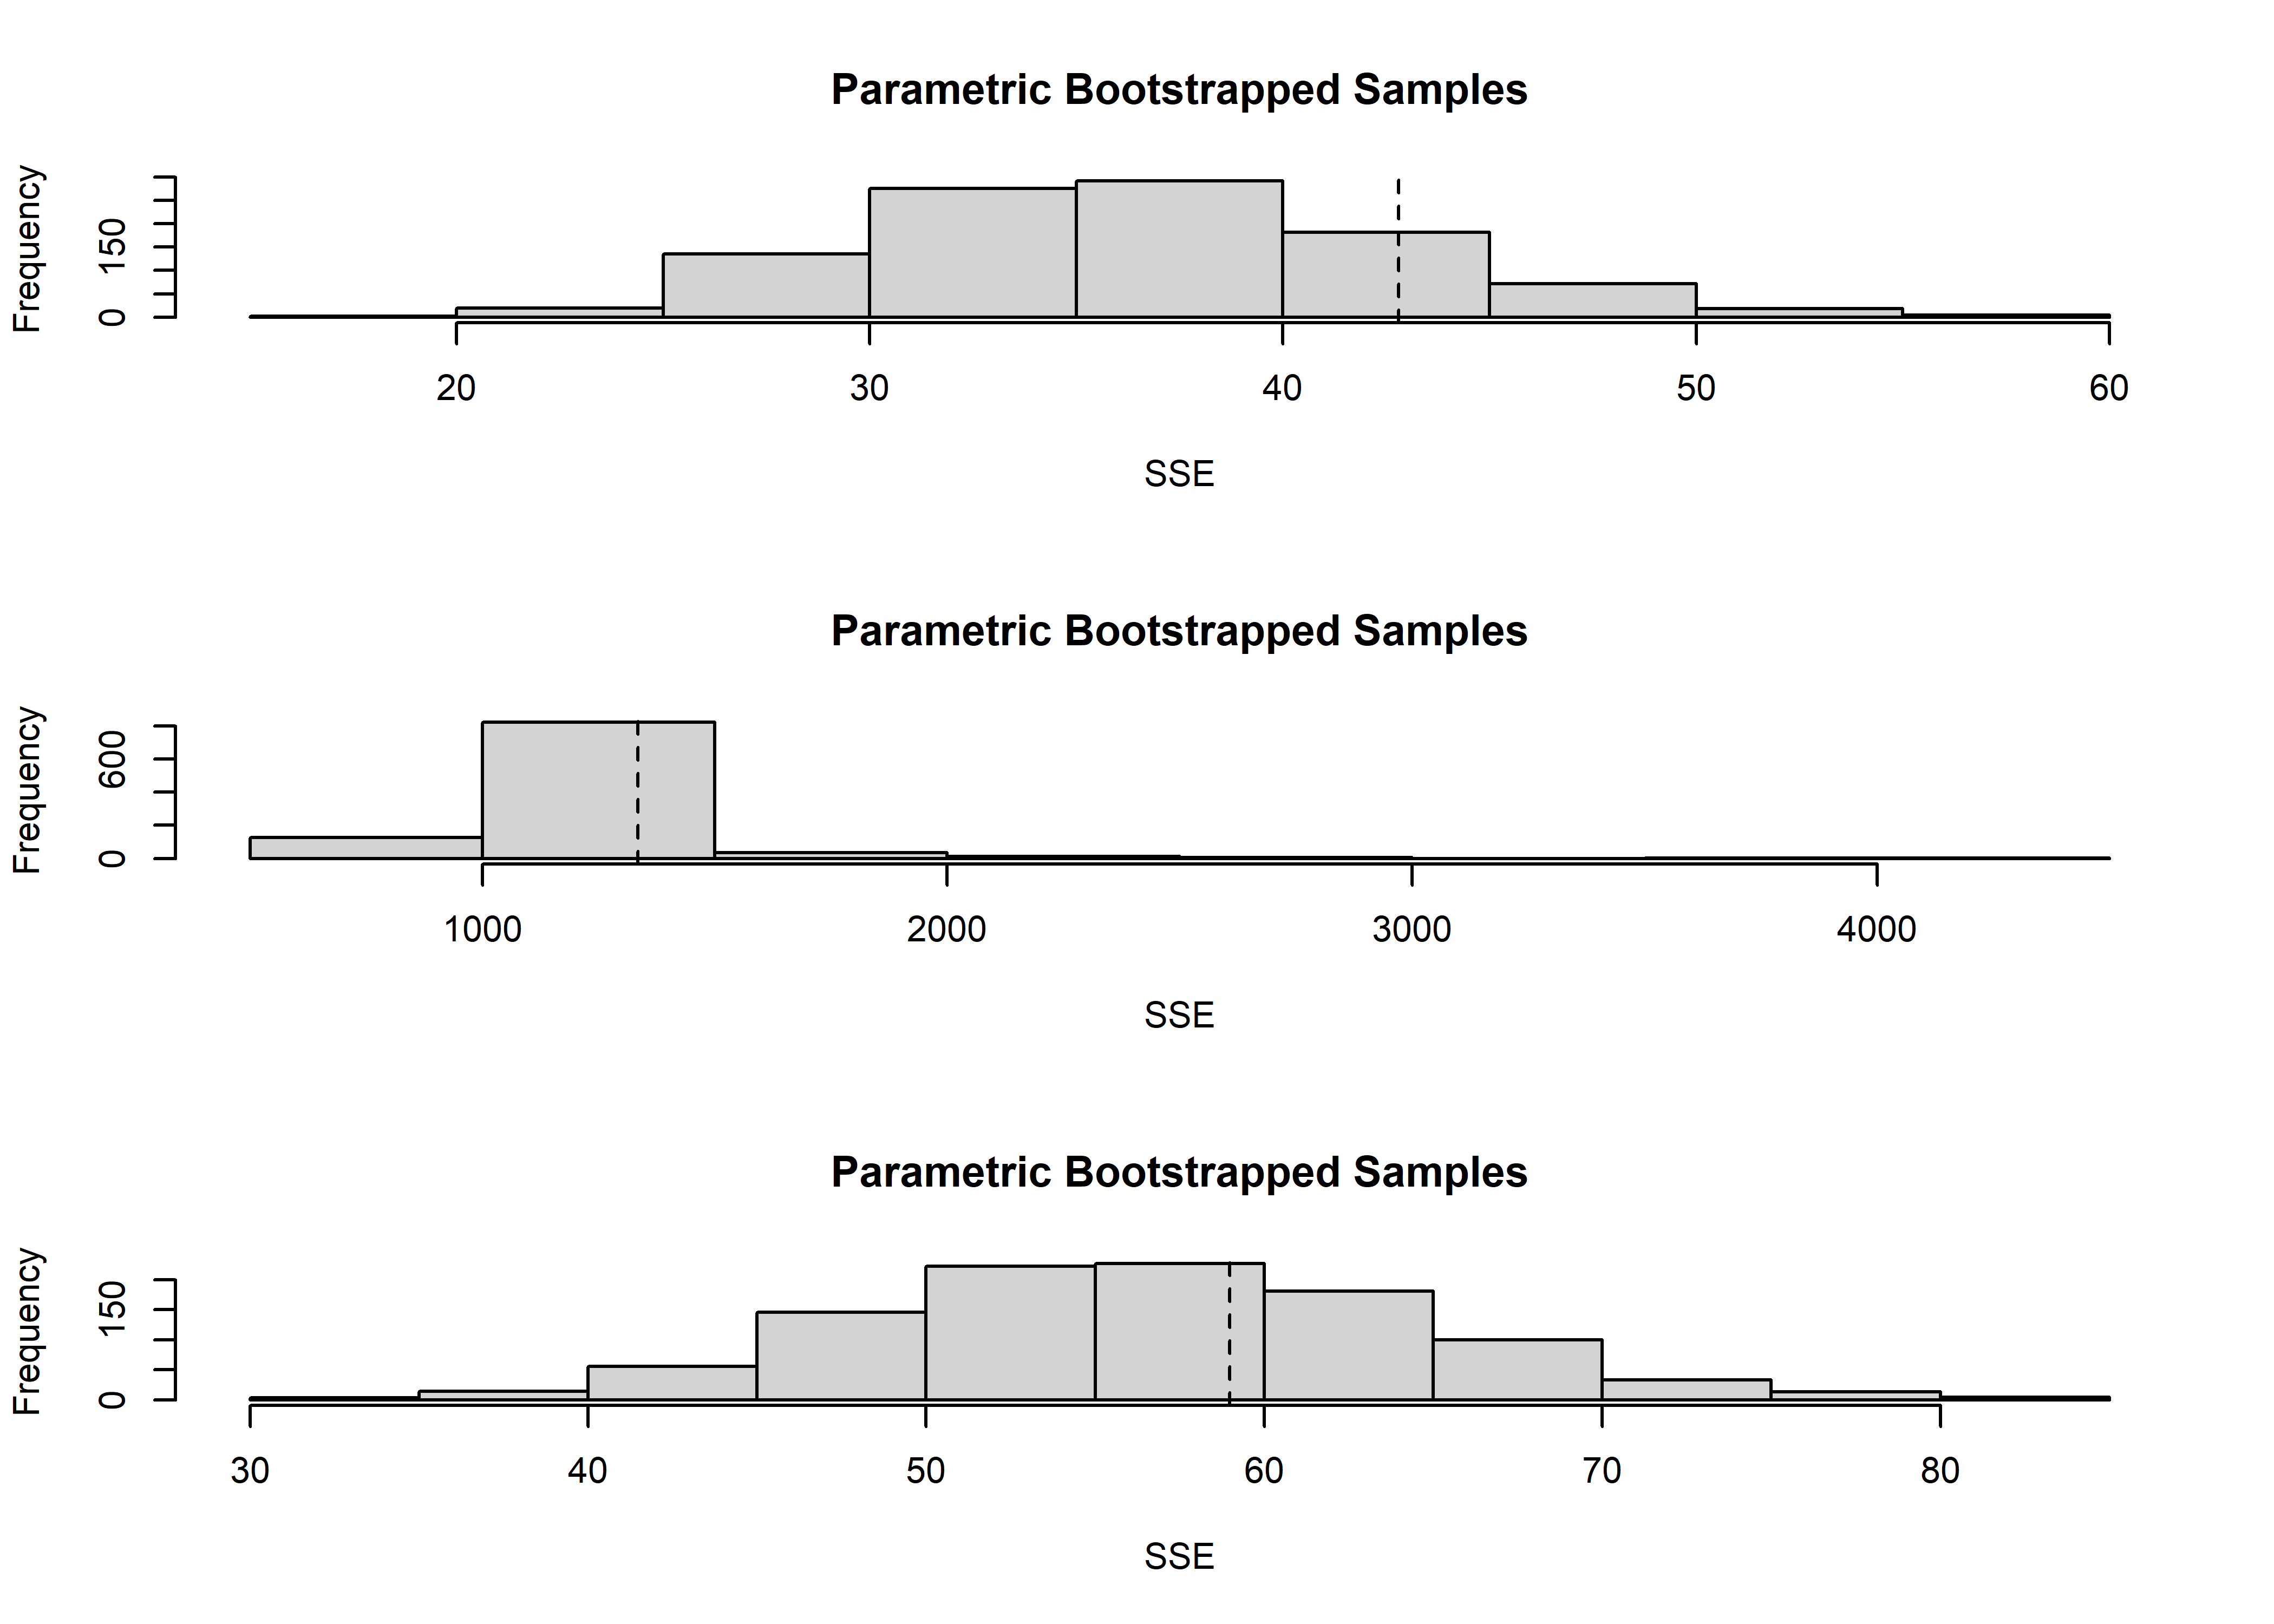 Parametric Bootstrapped Samples
Frequency
0 150
20 30 40 50 60
SSE
Parametric Bootstrapped Samples
Frequency
0 600
1000 2000 3000 4000
SSE
Parametric Bootstrapped Samples
Frequency
0 150
30 40 50 60 70 80
SSE